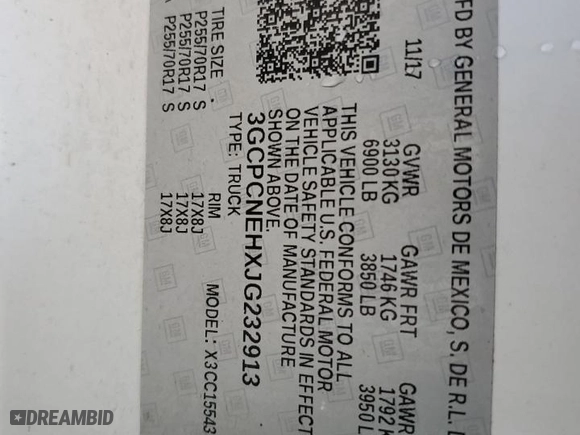 MFD BY GENERAL MOTORS DE MEXICO, S. DE R.L.
11/17 GVWR GAWR FRT GAWR
3130 KG 1746 KG 1792 K
6900 LB 3850 LB 3950 L
THIS VEHICLE CONFORMS TO ALL
APPLICABLE U.S. FEDERAL MOTOR
VEHICLE SAFETY STANDARDS IN EFFECT
ON THE DATE OF MANUFACTURE
SHOWN ABOVE.
3GCPCNEHXJG232913
TYPE: TRUCK MODEL: X3CC15543
TIRE SIZE RIM
P255/70R17 S 17X8J
P255/70R17 S 17X8J
P255/70R17 S 17X8J
GM
DREAMBID